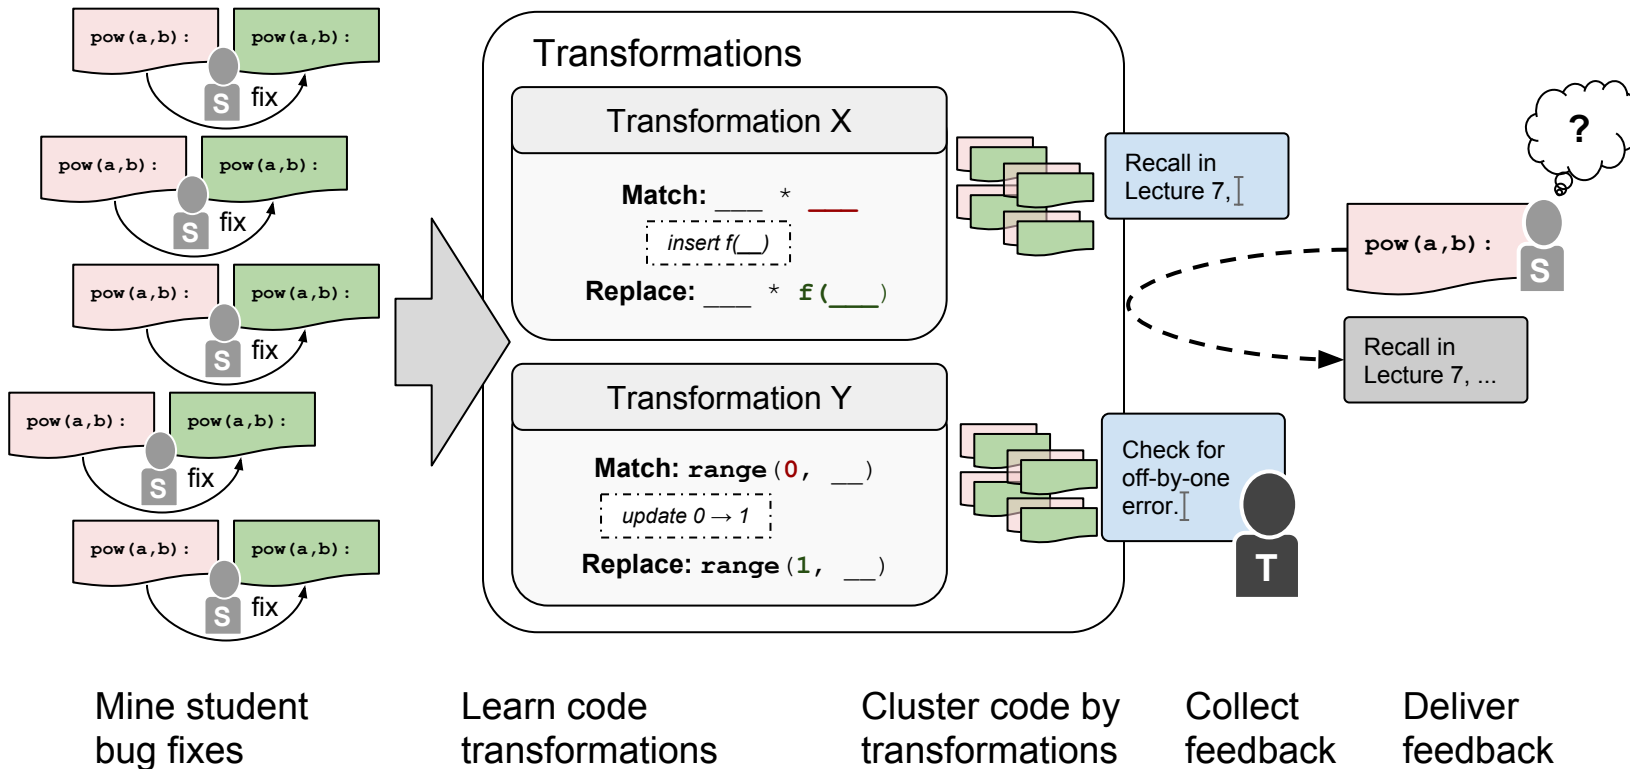 pow(a,b): pow(a,b):
S fix
pow(a,b): pow(a,b):
S fix
pow(a,b): pow(a,b):
S fix
pow(a,b): pow(a,b):
S fix
pow(a,b): pow(a,b):
S fix
Transformations
Transformation X
Match: ___ * ___
insert f(__)
Replace: ___ * f(___)
Transformation Y
Match: range(0, __)
update 0 → 1
Replace: range(1, __)
Recall in
Lecture 7,
Check for
off-by-one
error.
T
?
pow(a,b):
S
Recall in
Lecture 7, ...
Mine student
bug fixes
Learn code
transformations
Cluster code by
transformations
Collect
feedback
Deliver
feedback